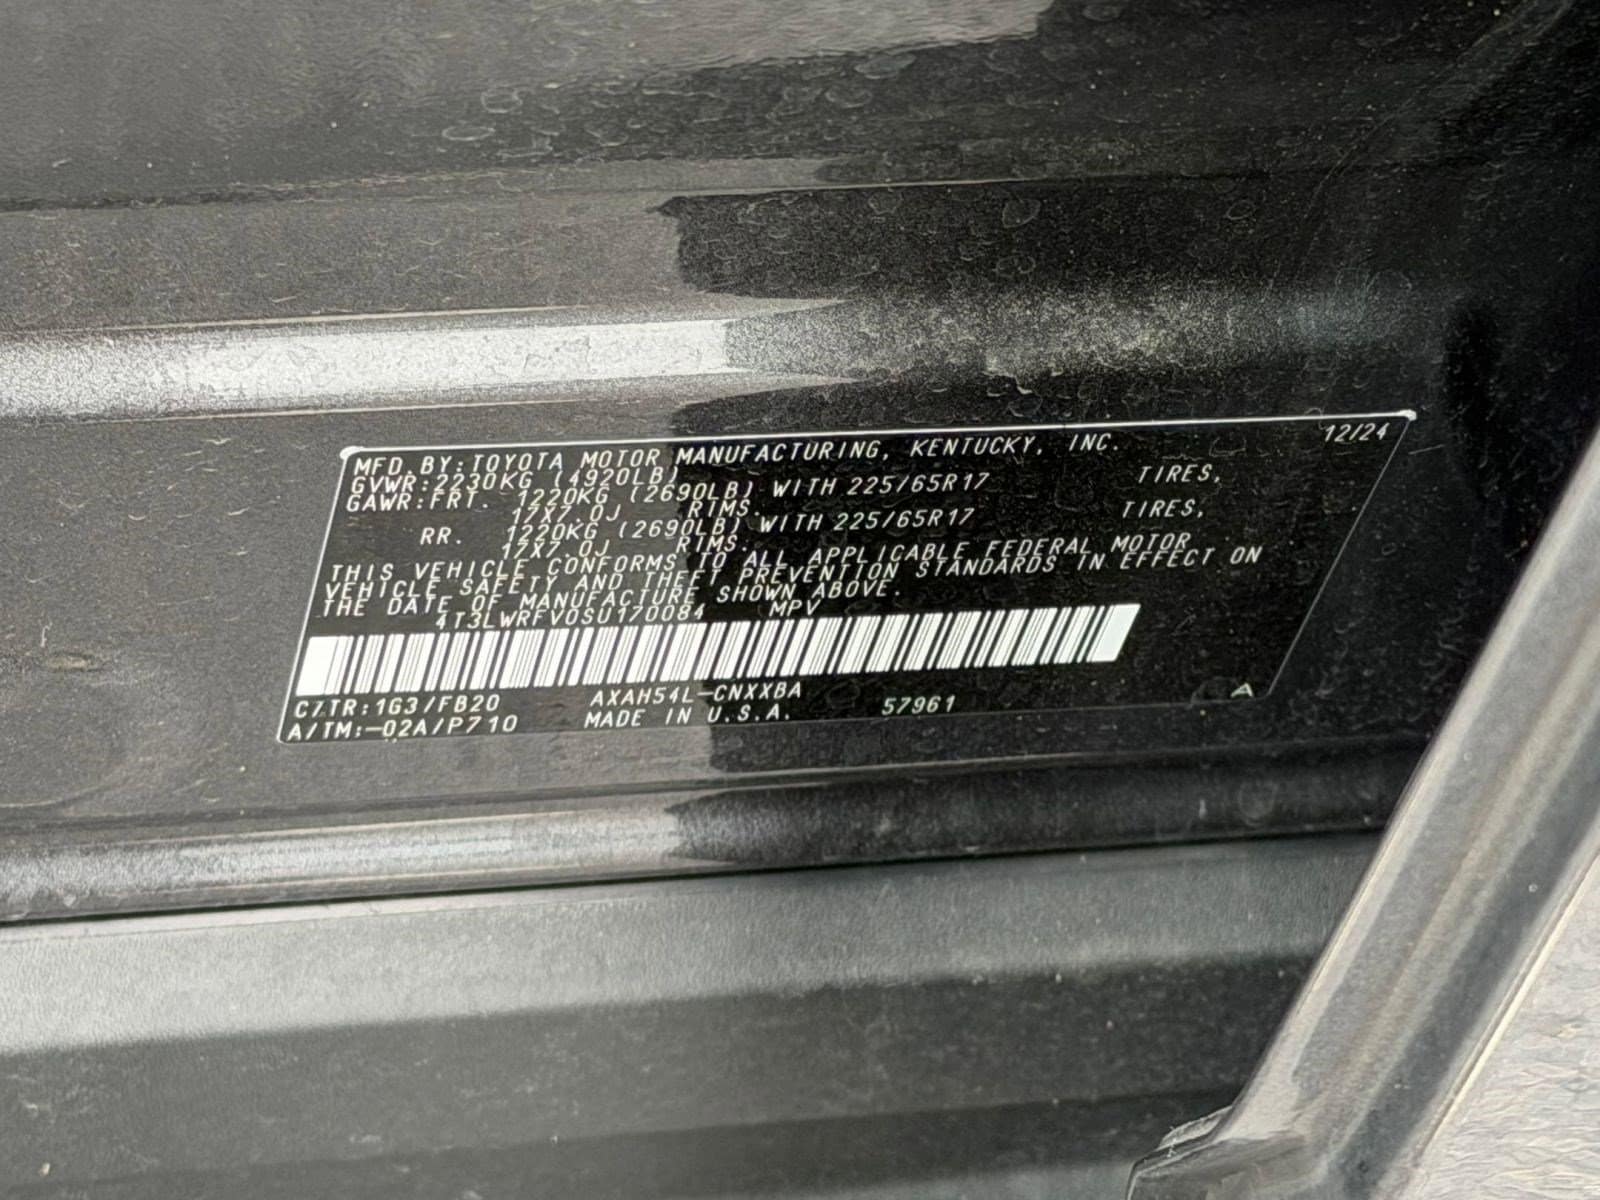 MFD. BY: TOYOTA MOTOR MANUFACTURING, KENTUCKY, INC. 12/24
GVWR: 2230KG (4920LB)
GAWR: FRT. 1220KG (2690LB) WITH 225/65R17 TIRES,
17X7.0J RIMS.
RR. 1220KG (2690LB) WITH 225/65R17 TIRES,
17X7.0J RIMS.
THIS VEHICLE CONFORMS TO ALL APPLICABLE FEDERAL MOTOR
VEHICLE SAFETY AND THEFT PREVENTION STANDARDS IN EFFECT ON
THE DATE OF MANUFACTURE SHOWN ABOVE.
4T3LWRFV0SU170084 MPV
C/TR: 1G3/FB20 AXAH54L-CNXXBA A
A/TM: -02A/P710 MADE IN U.S.A. 57961